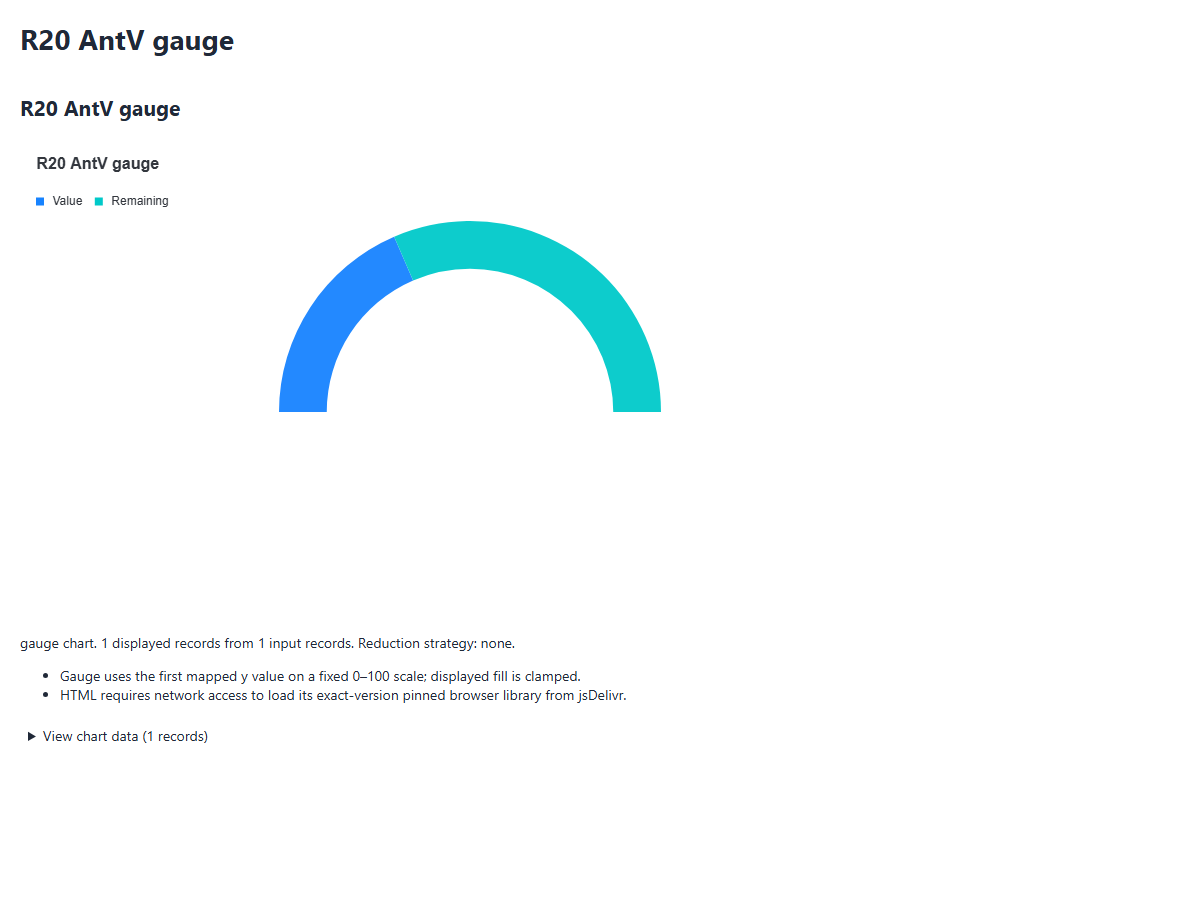 R20 AntV gauge
R20 AntV gauge
R20 AntV gauge
Value Remaining
gauge chart. 1 displayed records from 1 input records. Reduction strategy: none.
Gauge uses the first mapped y value on a fixed 0–100 scale; displayed fill is clamped.
HTML requires network access to load its exact-version pinned browser library from jsDelivr.
View chart data (1 records)